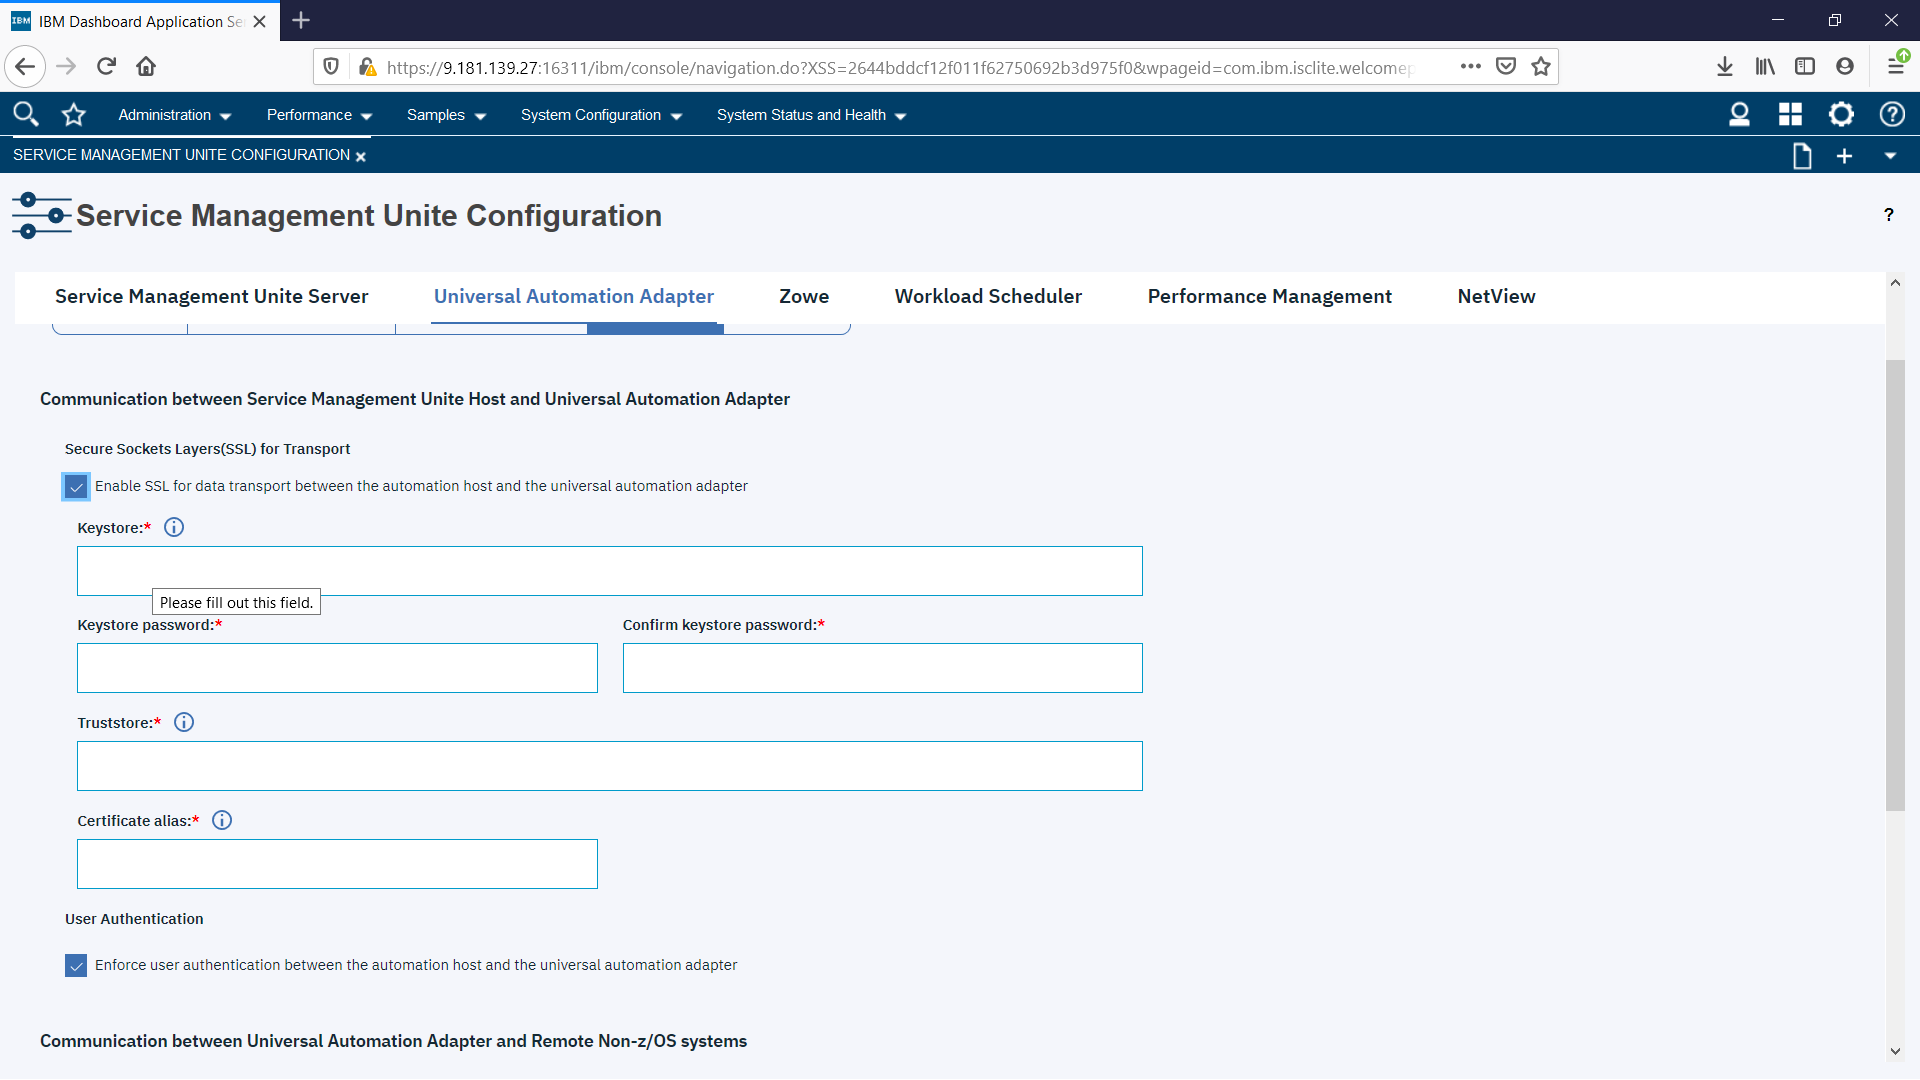 IBM IBM Dashboard Application Se
https://9.181.139.27:16311/ibm/console/navigation.do?XSS=2644bddcf12f011f62750692b3d975f0&wpageid=com.ibm.isclite.welcomep
Administration Performance Samples System Configuration System Status and Health
SERVICE MANAGEMENT UNITE CONFIGURATION
Service Management Unite Configuration ?
Service Management Unite Server Universal Automation Adapter Zowe Workload Scheduler Performance Management NetView
Communication between Service Management Unite Host and Universal Automation Adapter
Secure Sockets Layers(SSL) for Transport
Enable SSL for data transport between the automation host and the universal automation adapter
Keystore:*
Please fill out this field.
Keystore password:* Confirm keystore password:*
Truststore:*
Certificate alias:*
User Authentication
Enforce user authentication between the automation host and the universal automation adapter
Communication between Universal Automation Adapter and Remote Non-z/OS systems